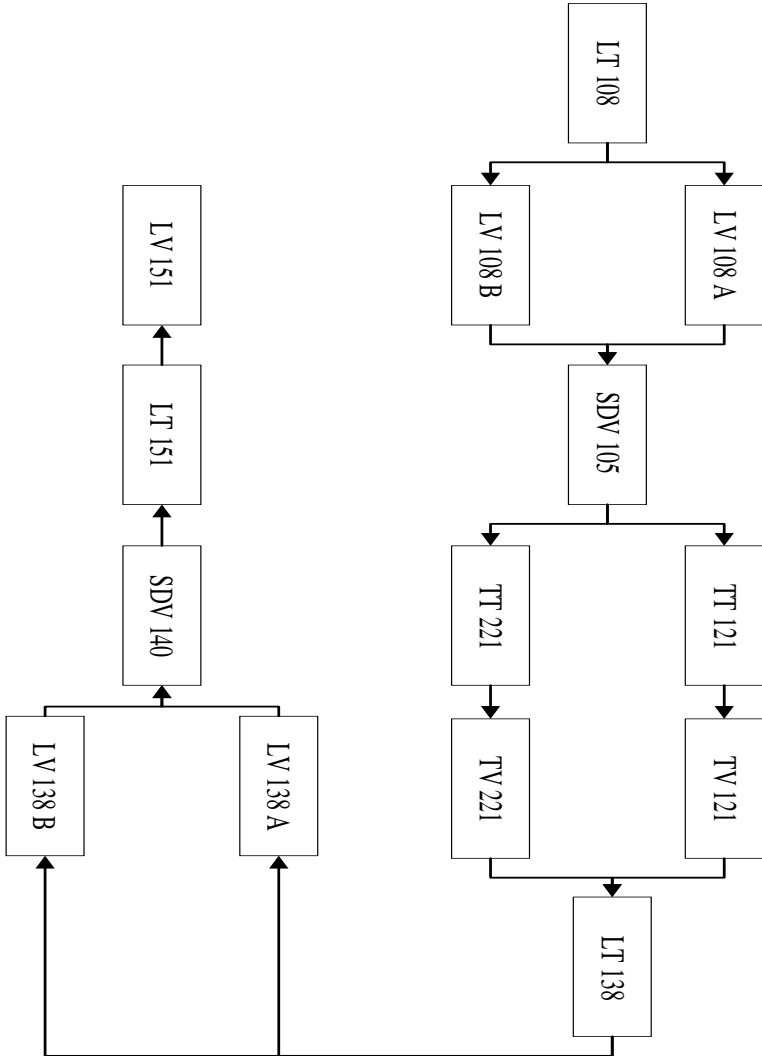 LT 108
LV 108 A
LV 108 B
SDV 105
TT 121
TT 221
TV 121
TV 221
LT 138
LV 138 A
LV 138 B
SDV 140
LT 151
LV 151